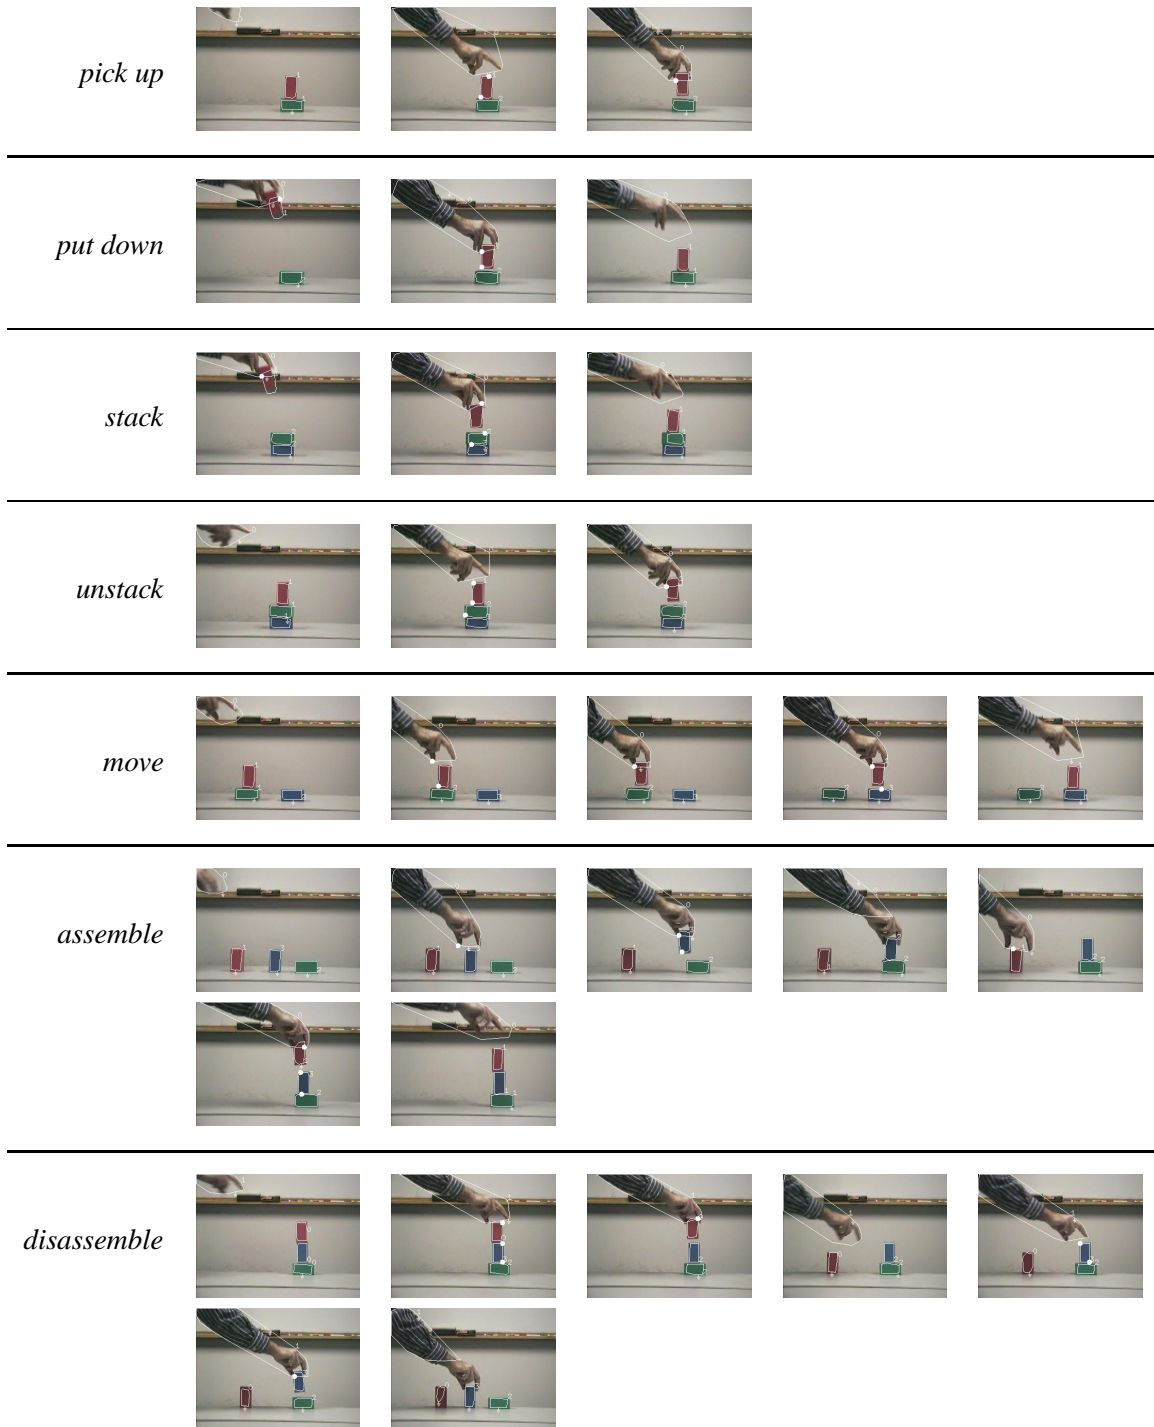 pick up
put down
stack
unstack
move
assemble
disassemble